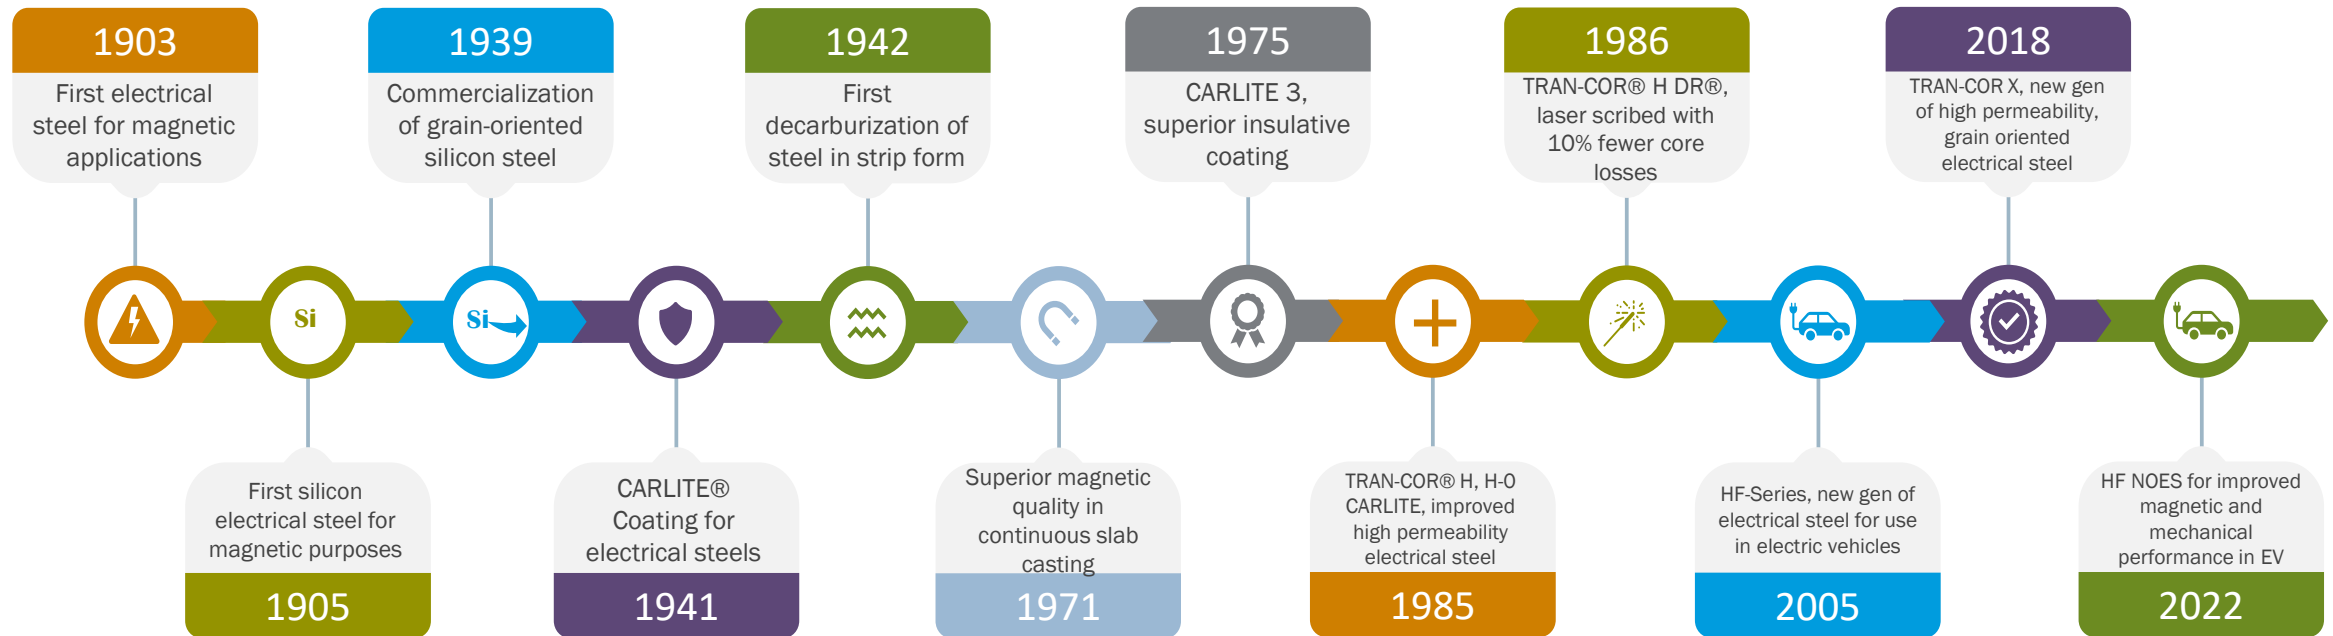 1903
First electrical
steel for magnetic
applications
1939
Commercialization
of grain-oriented
silicon steel
1942
First
decarburization of
steel in strip form
1975
CARLITE 3,
superior insulative
coating
1986
TRAN-COR® H DR®,
laser scribed with
10% fewer core
losses
2018
TRAN-COR X, new gen
of high permeability,
grain oriented
electrical steel
Si
Si
First silicon
electrical steel for
magnetic purposes
1905
CARLITE®
Coating for
electrical steels
1941
Superior magnetic
quality in
continuous slab
casting
1971
TRAN-COR® H, H-0
CARLITE, improved
high permeability
electrical steel
1985
HF-Series, new gen of
electrical steel for use
in electric vehicles
2005
HF NOES for improved
magnetic and
mechanical
performance in EV
2022